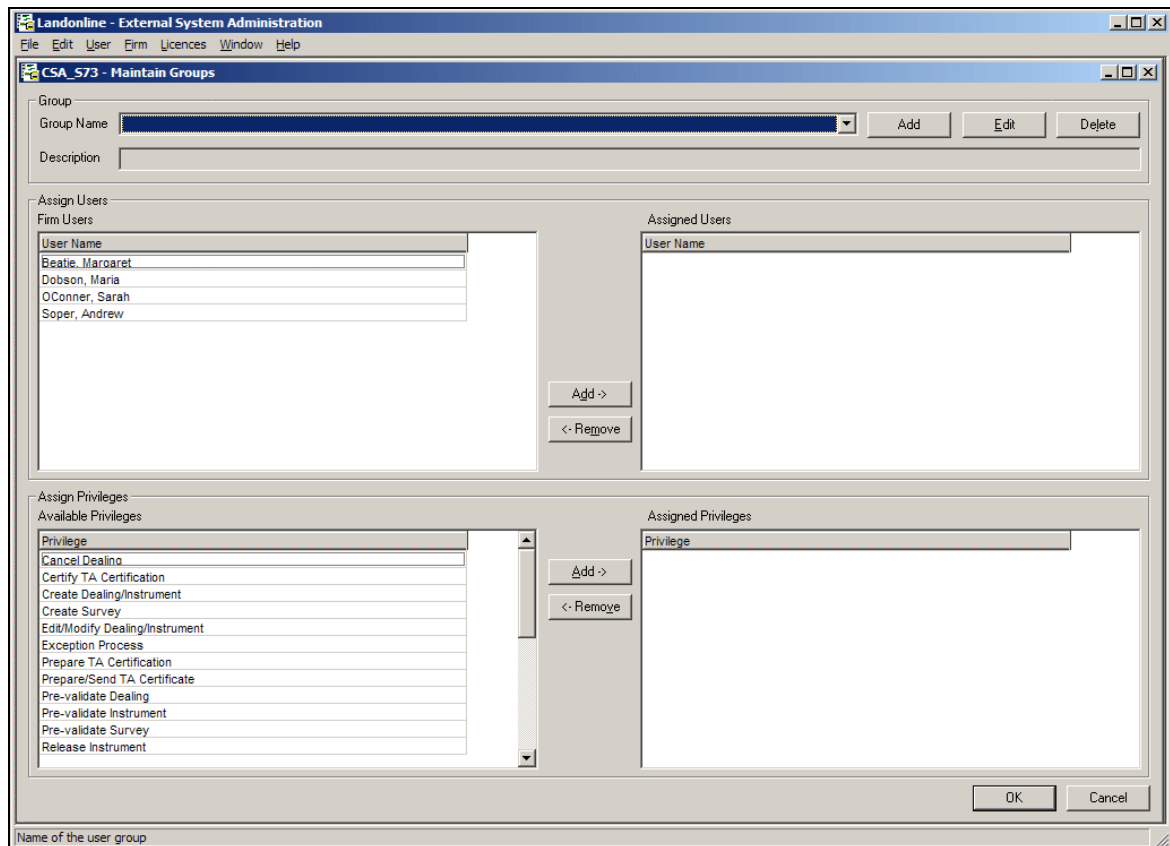 Landonline - External System Administration
File Edit User Firm Licences Window Help
CSA_S73 - Maintain Groups
Group
Group Name Add Edit Delete
Description
Assign Users
Firm Users Assigned Users
User Name User Name
Beatie, Margaret
Dobson, Maria
OConner, Sarah
Soper, Andrew
Add ->
<- Remove
Assign Privileges
Available Privileges Assigned Privileges
Privilege Privilege
Cancel Dealing
Certify TA Certification
Create Dealing/Instrument
Create Survey
Edit/Modify Dealing/Instrument
Exception Process
Prepare TA Certification
Prepare/Send TA Certificate
Pre-validate Dealing
Pre-validate Instrument
Pre-validate Survey
Release Instrument
Add ->
<- Remove
OK Cancel
Name of the user group